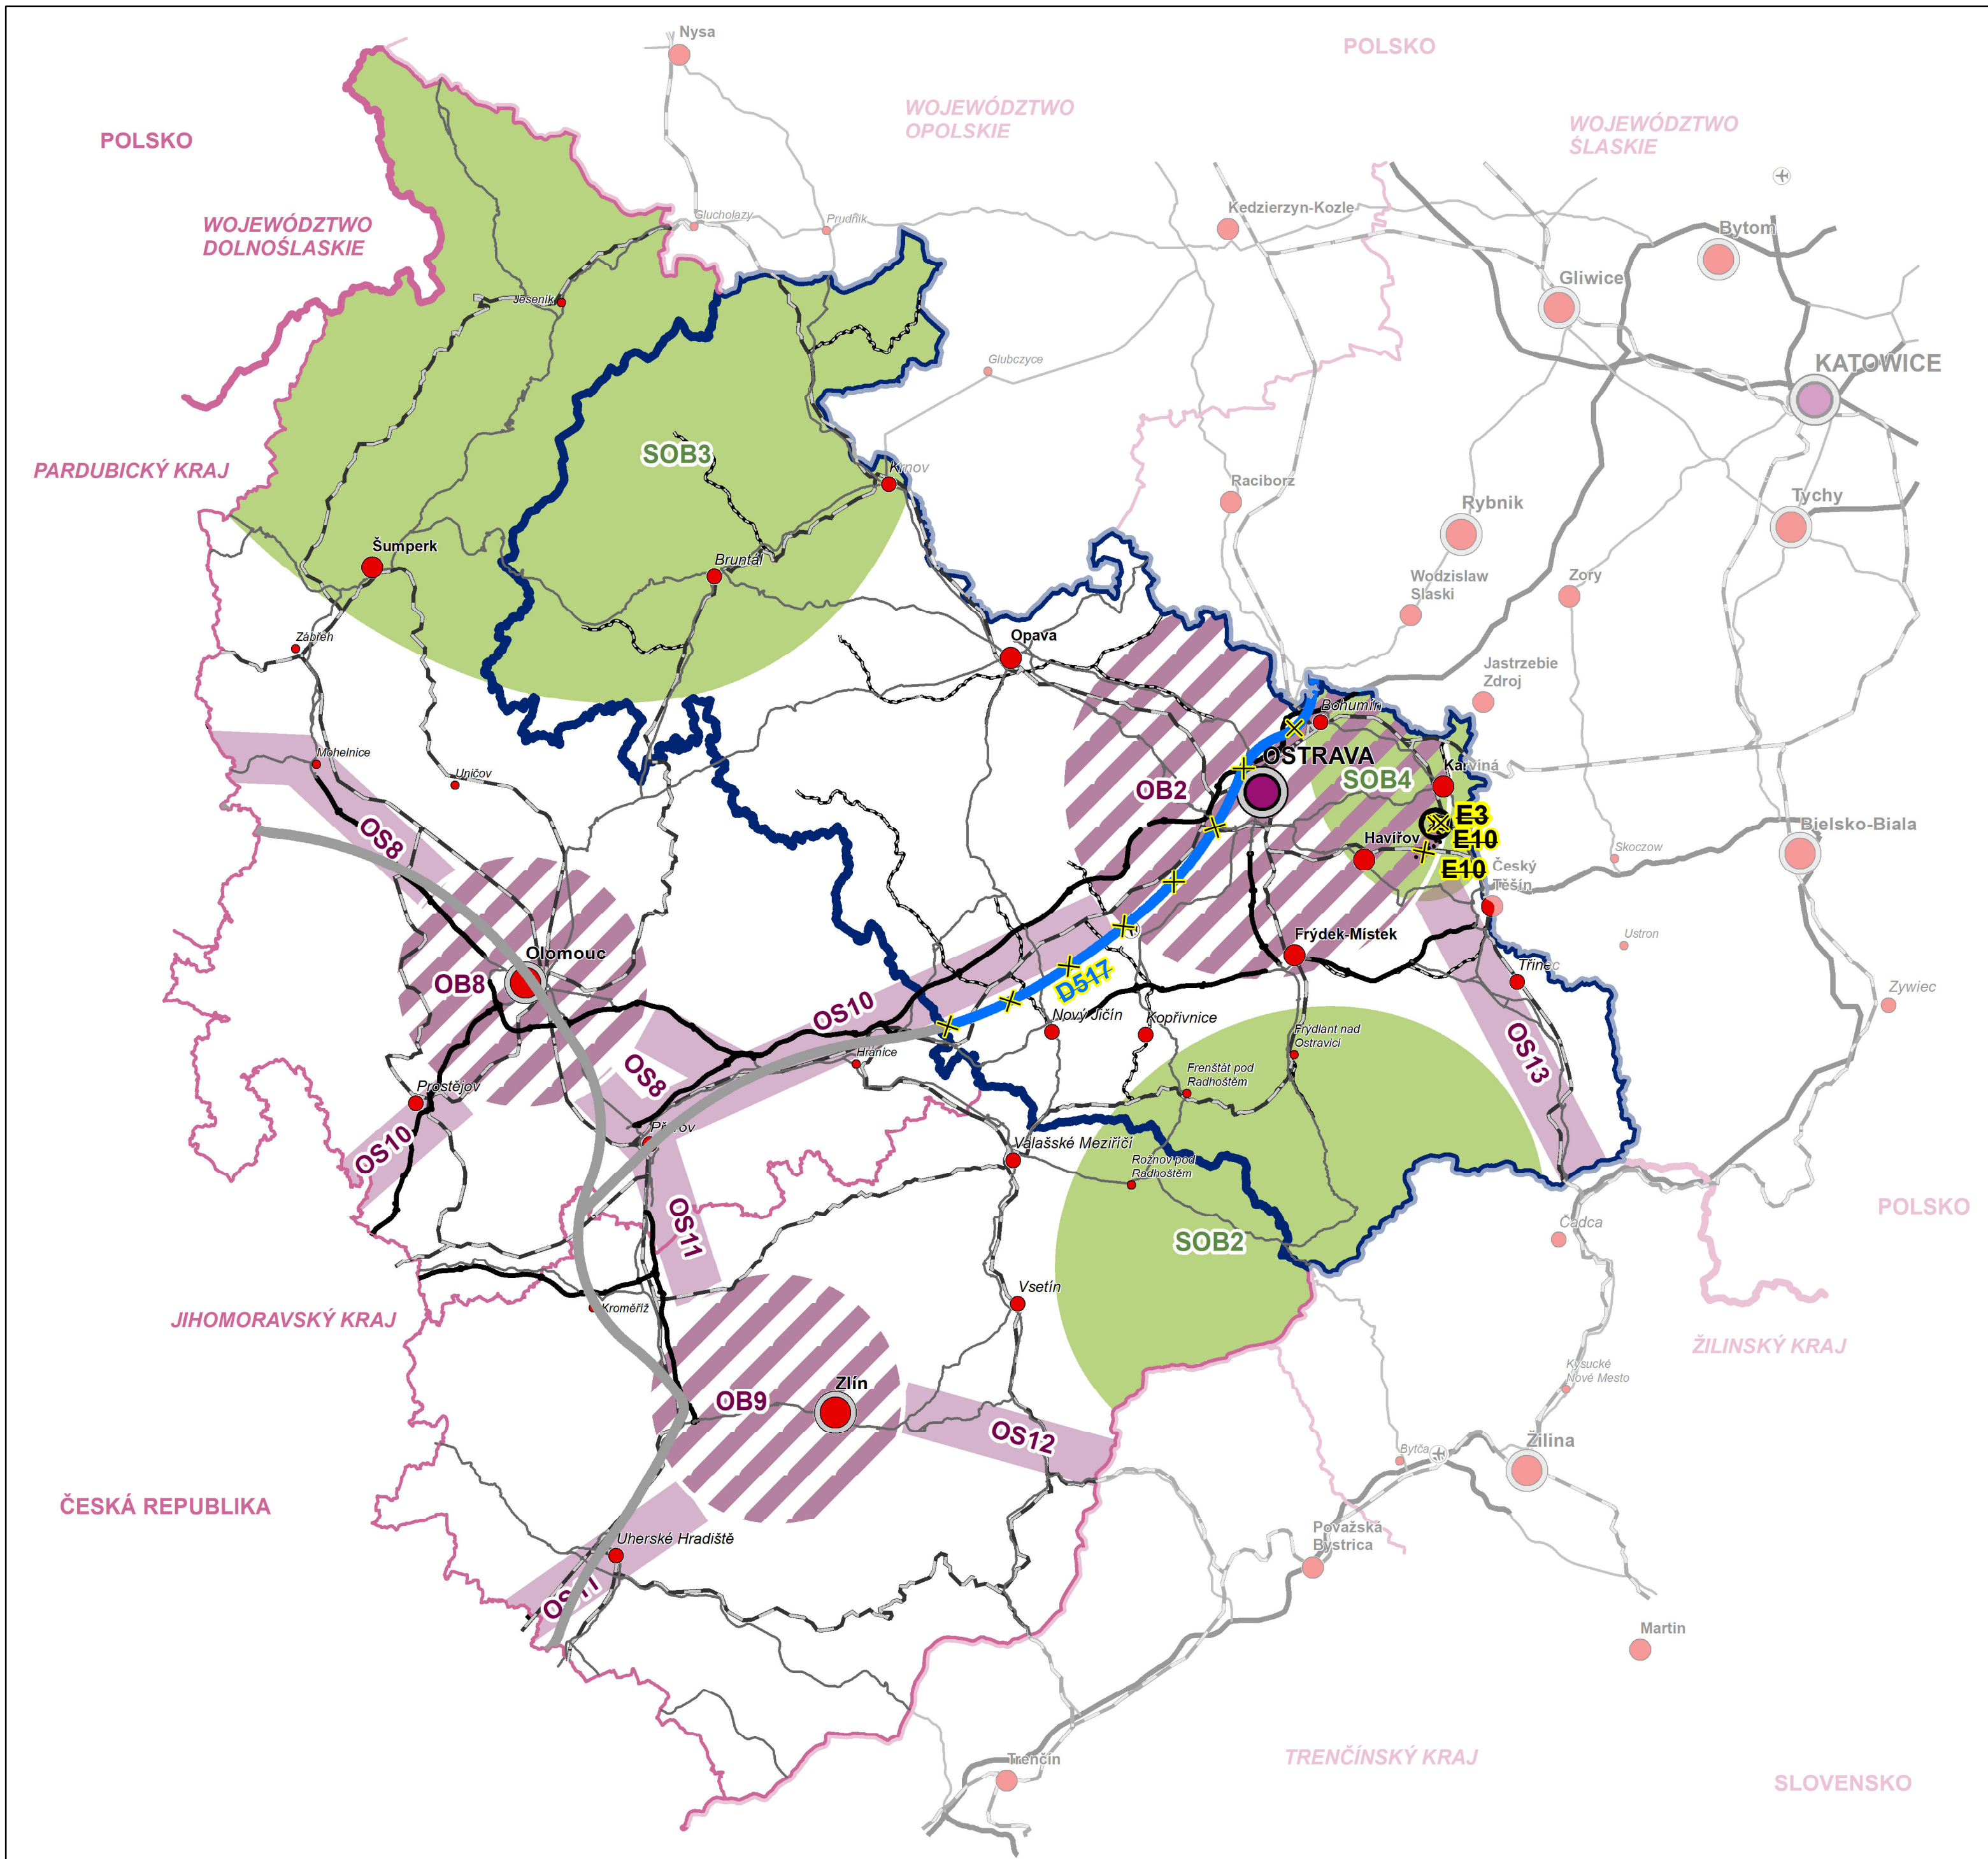 Nysa
POLSKO
WOJEWÓDZTWO
OPOLSKIE
WOJEWÓDZTWO
ŚLASKIE
POLSKO
WOJEWÓDZTWO
DOLNOŚLASKIE
Glucholazy
Prudnik
Kedzierzyn-Kozle
Bytom
Gliwice
Jeseník
Glubczyce
KATOWICE
PARDUBICKÝ KRAJ
SOB3
Krnov
Raciborz
Rybnik
Tychy
Šumperk
Bruntál
Wodzislaw
Slaski
Zory
Zábřeh
Opava
Jastrzebie
Zdroj
Bohumín
Mohelnice
Uničov
OSTRAVA
OB2
SOB4
Karviná
E3
E10
E10
OS8
Havířov
Český
Těšín
Skoczow
Bielsko-Biala
Olomouc
OB8
Frýdek-Místek
Ustron
Třinec
Zywiec
D517
OS10
Nový Jičín
Kopřivnice
Hranice
Frýdlant nad
Ostravicí
OS13
OS8
Prostějov
Frenštát pod
Radhoštěm
OS10
Přerov
Valašské Meziříčí
Rožnov pod
Radhoštěm
OS11
SOB2
Čadca
POLSKO
Vsetín
Kroměříž
JIHOMORAVSKÝ KRAJ
ŽILINSKÝ KRAJ
Kysucké
Nové Mesto
Zlín
OB9
OS12
Bytča
Žilina
ČESKÁ REPUBLIKA
Uherské Hradiště
Považská
Bystrica
OS11
Martin
Trenčín
TRENČÍNSKÝ KRAJ
SLOVENSKO